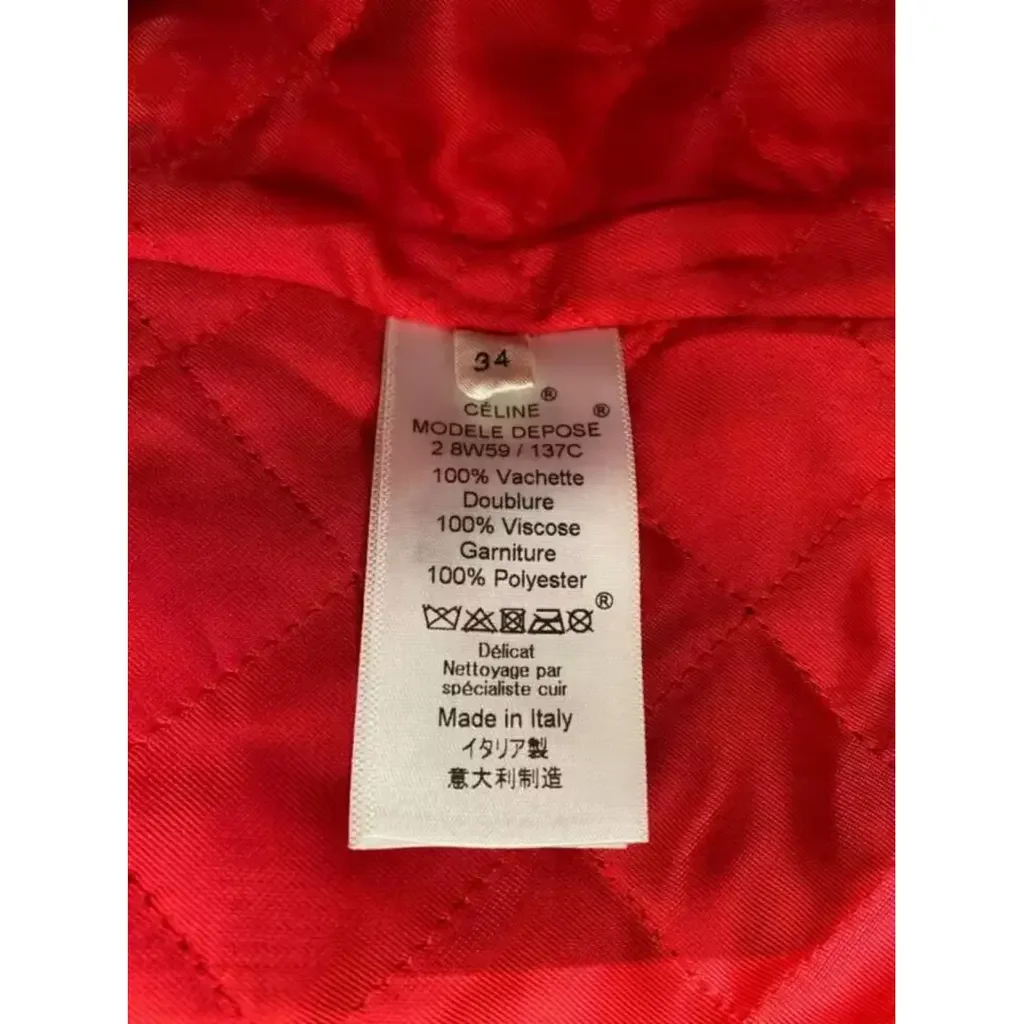 34
CÉLINE ®
MODELE DEPOSE ®
2 8W59 / 137C
100% Vachette
Doublure
100% Viscose
Garniture
100% Polyester
®
Délicat
Nettoyage par
spécialiste cuir
Made in Italy
イタリア製
意大利制造